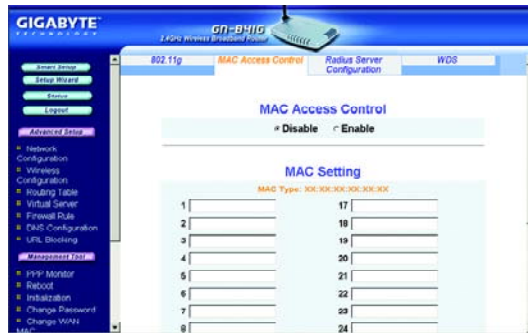 GIGABYTE
TECHNOLOGY
GN-B41G
2.4GHz Wireless Broadband Router
Smart Setup
Setup Wizard
Status
Logout
Advanced Setup
Network
Configuration
Wireless
Configuration
Routing Table
Virtual Server
Firewall Rule
DNS Configuration
URL Blocking
Management Tool
PPP Monitor
Reboot
Initialization
Change Password
Change WAN
MAC
802.11g
MAC Access Control
Radius Server
Configuration
WDS
MAC Access Control
Disable Enable
MAC Setting
MAC Type: XX:XX:XX:XX:XX:XX
1 17
2 18
3 19
4 20
5 21
6 22
7 23
8 24